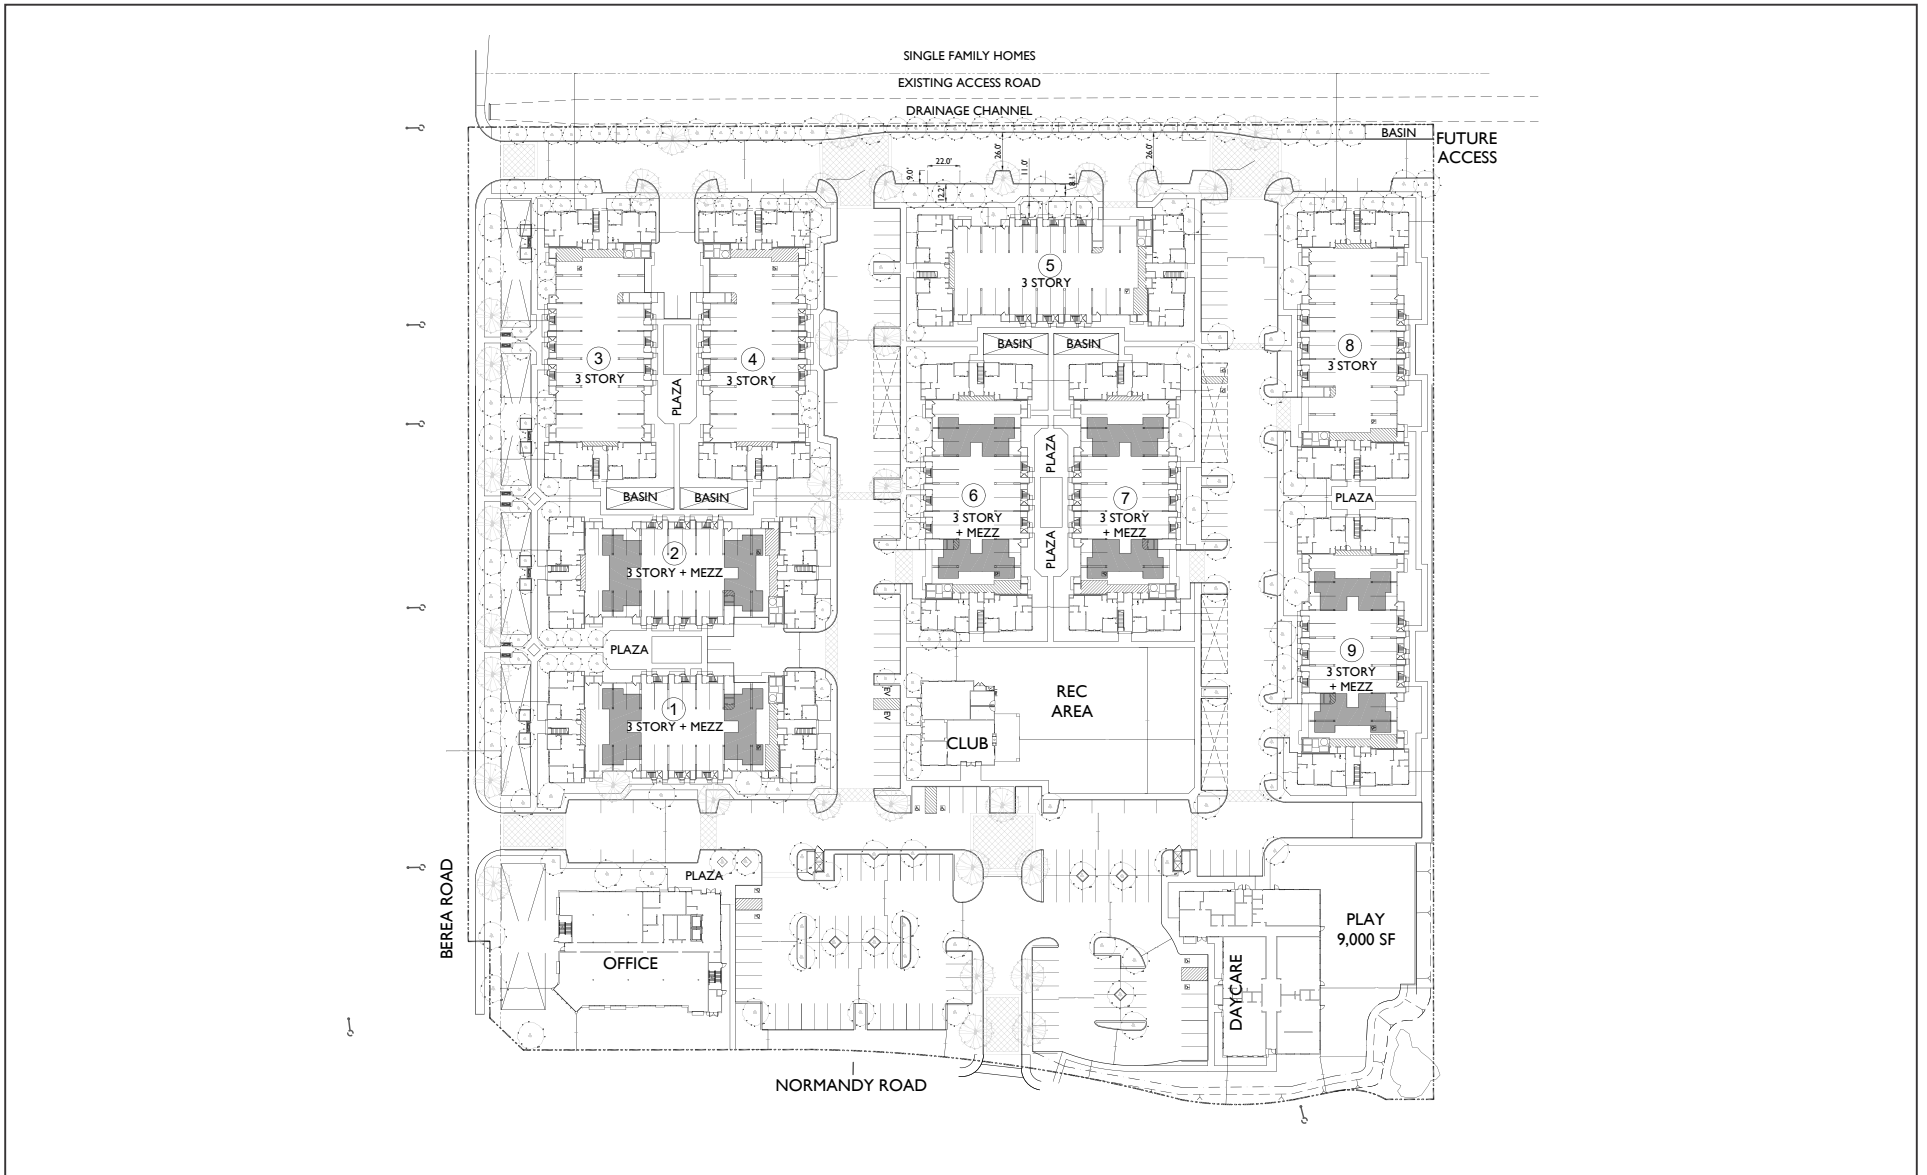 SINGLE FAMILY HOMES
EXISTING ACCESS ROAD
DRAINAGE CHANNEL
BASIN
FUTURE
ACCESS
9.0'
22.0'
12.2'
26.0'
11.0'
8.1'
26.0'
5
3 STORY
3
3 STORY
4
3 STORY
PLAZA
BASIN
BASIN
8
3 STORY
BASIN
BASIN
2
3 STORY + MEZZ
6
3 STORY
+ MEZZ
PLAZA
PLAZA
7
3 STORY
+ MEZZ
PLAZA
PLAZA
1
3 STORY + MEZZ
9
3 STORY
+ MEZZ
EV
EV
CLUB
REC
AREA
BEREA ROAD
PLAZA
OFFICE
DAYCARE
PLAY
9,000 SF
NORMANDY ROAD